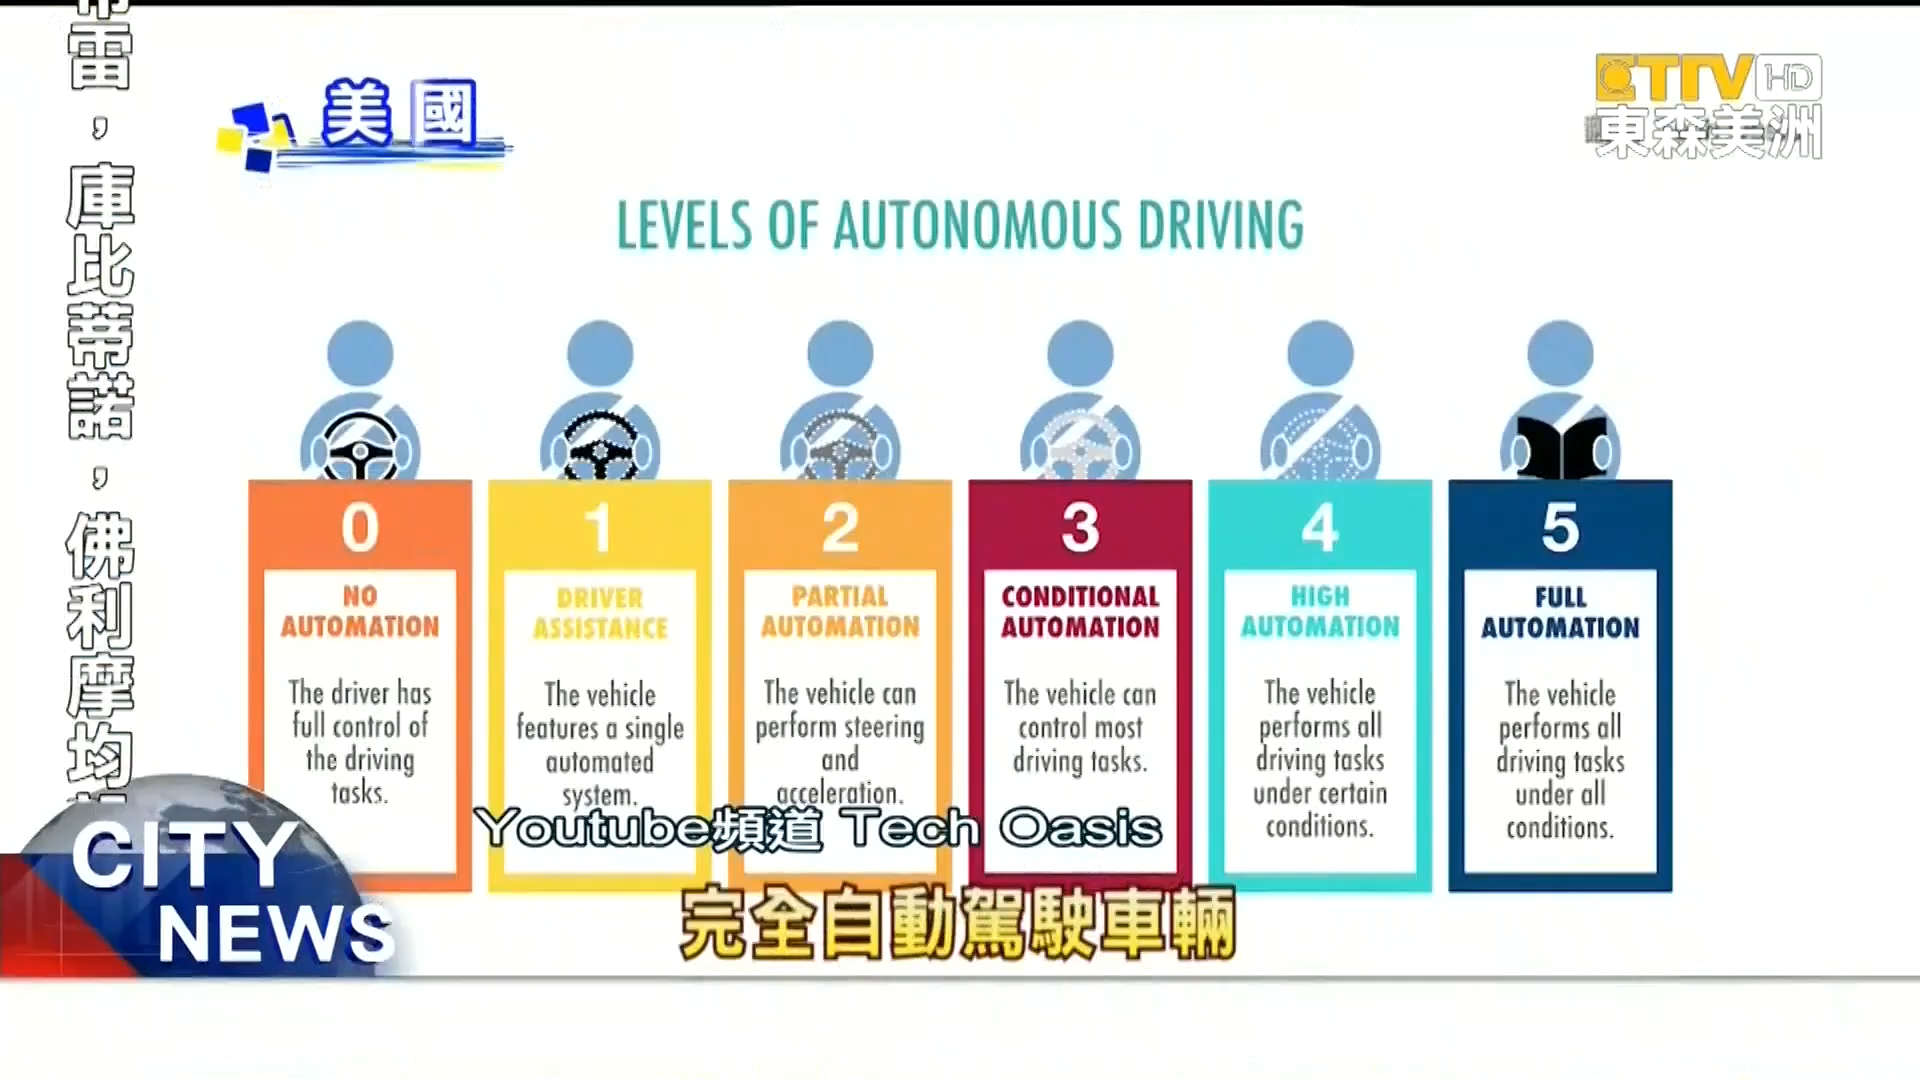 雷，庫比蒂諾，佛利摩均
美國
ETTV HD
東森美洲
LEVELS OF AUTONOMOUS DRIVING
0
NO
AUTOMATION
The driver has
full control of
the driving
tasks.
1
DRIVER
ASSISTANCE
The vehicle
features a single
automated
system.
2
PARTIAL
AUTOMATION
The vehicle can
perform steering
and
acceleration.
3
CONDITIONAL
AUTOMATION
The vehicle can
control most
driving tasks.
4
HIGH
AUTOMATION
The vehicle
performs all
driving tasks
under certain
conditions.
5
FULL
AUTOMATION
The vehicle
performs all
driving tasks
under all
conditions.
Youtube頻道 Tech Oasis
完全自動駕駛車輛
CITY
NEWS